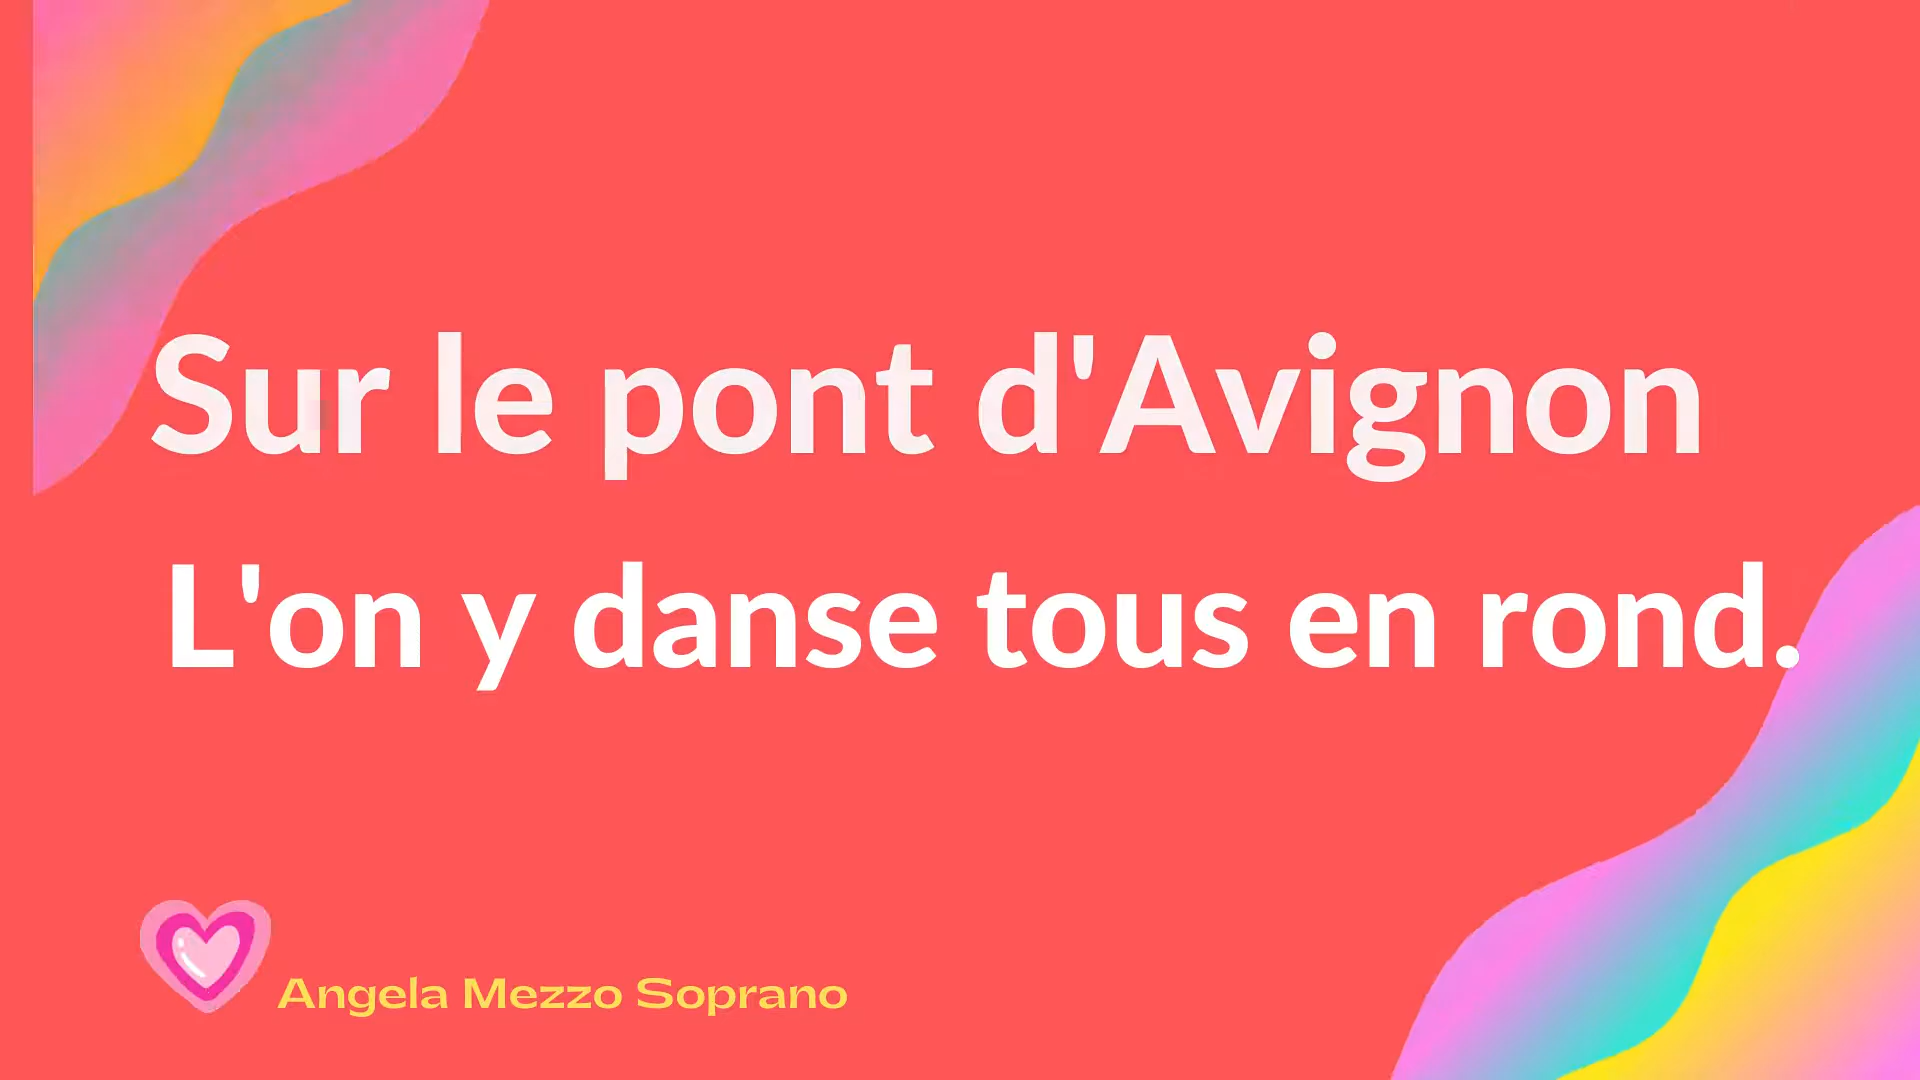 Sur le pont d'Avignon
L'on y danse tous en rond.
Angela Mezzo Soprano